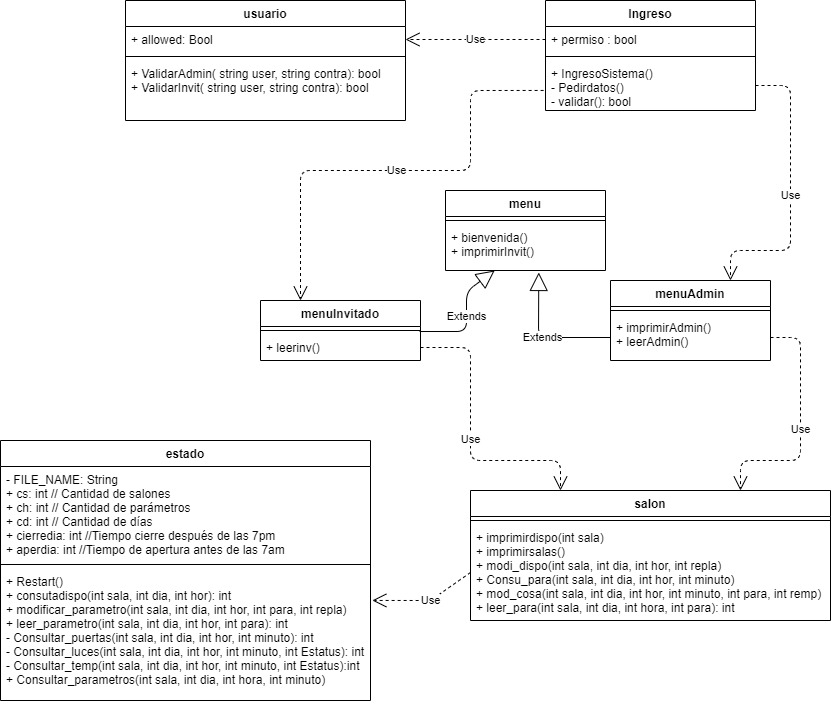 usuario
+ allowed: Bool
+ ValidarAdmin( string user, string contra): bool
+ ValidarInvit( string user, string contra): bool
Use
Ingreso
+ permiso : bool
+ IngresoSistema()
- Pedirdatos()
- validar(): bool
Use
Use
menu
+ bienvenida()
+ imprimirInvit()
menuInvitado
+ leerinv()
Extends
Extends
menuAdmin
+ imprimirAdmin()
+ leerAdmin()
Use
Use
estado
- FILE_NAME: String
+ cs: int // Cantidad de salones
+ ch: int // Cantidad de parámetros
+ cd: int // Cantidad de días
+ cierredia: int //Tiempo cierre después de las 7pm
+ aperdia: int //Tiempo de apertura antes de las 7am
+ Restart()
+ consutadispo(int sala, int dia, int hor): int
+ modificar_parametro(int sala, int dia, int hor, int para, int repla)
+ leer_parametro(int sala, int dia, int hor, int para): int
- Consultar_puertas(int sala, int dia, int hor, int minuto): int
- Consultar_luces(int sala, int dia, int hor, int minuto, int Estatus): int
- Consultar_temp(int sala, int dia, int hor, int minuto, int Estatus):int
+ Consultar_parametros(int sala, int dia, int hora, int minuto)
Use
salon
+ imprimirdispo(int sala)
+ imprimirsalas()
+ modi_dispo(int sala, int dia, int hor, int repla)
+ Consu_para(int sala, int dia, int hor, int minuto)
+ mod_cosa(int sala, int dia, int hor, int minuto, int para, int remp)
+ leer_para(int sala, int dia, int hora, int para): int